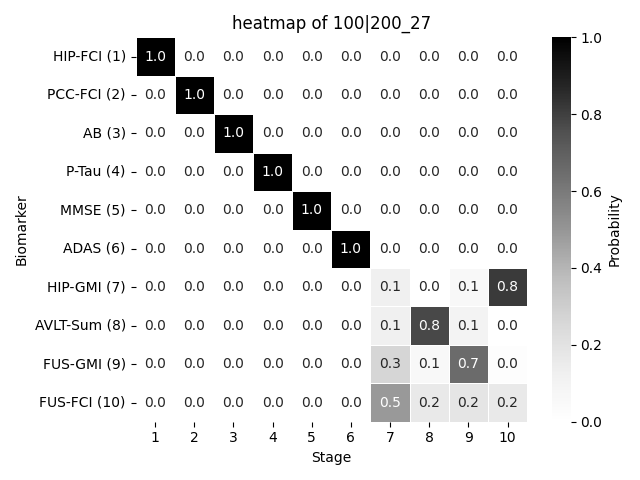 heatmap of 100|200_27
HIP-FCI (1) 1.0 0.0 0.0 0.0 0.0 0.0 0.0 0.0 0.0 0.0
PCC-FCI (2) 0.0 1.0 0.0 0.0 0.0 0.0 0.0 0.0 0.0 0.0
AB (3) 0.0 0.0 1.0 0.0 0.0 0.0 0.0 0.0 0.0 0.0
P-Tau (4) 0.0 0.0 0.0 1.0 0.0 0.0 0.0 0.0 0.0 0.0
MMSE (5) 0.0 0.0 0.0 0.0 1.0 0.0 0.0 0.0 0.0 0.0
ADAS (6) 0.0 0.0 0.0 0.0 0.0 1.0 0.0 0.0 0.0 0.0
HIP-GMI (7) 0.0 0.0 0.0 0.0 0.0 0.0 0.1 0.0 0.1 0.8
AVLT-Sum (8) 0.0 0.0 0.0 0.0 0.0 0.0 0.1 0.8 0.1 0.0
FUS-GMI (9) 0.0 0.0 0.0 0.0 0.0 0.0 0.3 0.1 0.7 0.0
FUS-FCI (10) 0.0 0.0 0.0 0.0 0.0 0.0 0.5 0.2 0.2 0.2
1 2 3 4 5 6 7 8 9 10
Stage
Biomarker
1.0
0.8
0.6
0.4
0.2
0.0
Probability